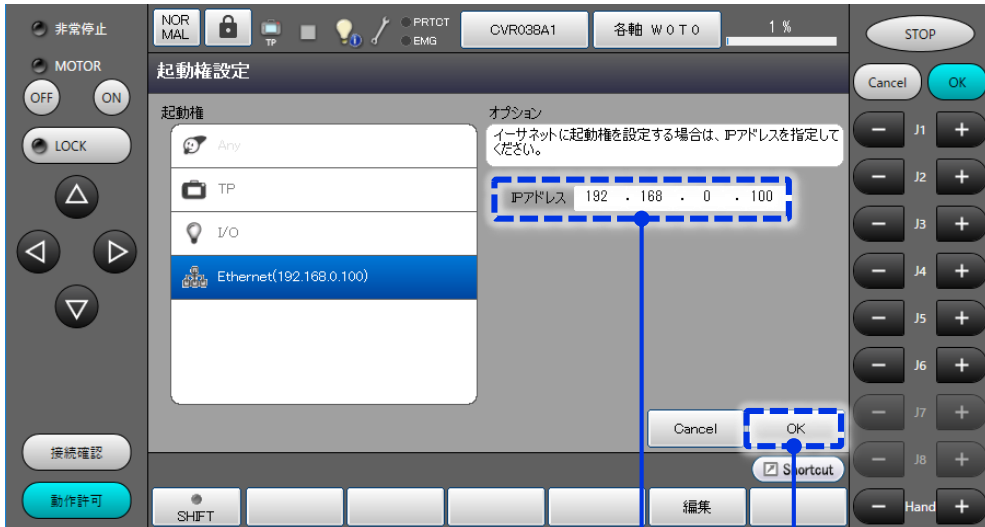 非常停止
MOTOR
OFF
ON
LOCK
接続確認
動作許可
NOR
MAL
TP
PRTCT
EMG
CVR038A1
各軸 W 0 T 0
1 %
起動権設定
起動権
Any
TP
I/O
Ethernet(192.168.0.100)
オプション
イーサネットに起動権を設定する場合は、IPアドレスを指定して
ください。
IPアドレス 192 . 168 . 0 . 100
Cancel
OK
Shortcut
SHIFT
編集
STOP
Cancel
OK
− J1 +
− J2 +
− J3 +
− J4 +
− J5 +
− J6 +
− J7 +
− J8 +
− Hand +